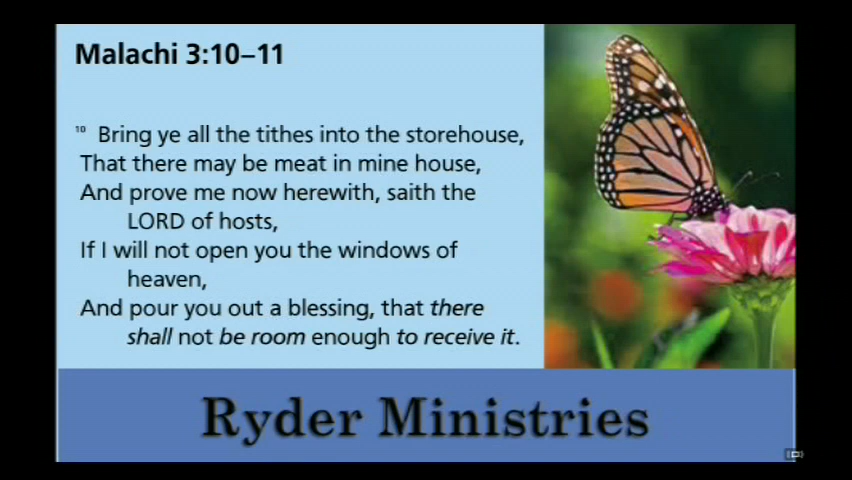 Malachi 3:10–11
10 Bring ye all the tithes into the storehouse,
That there may be meat in mine house,
And prove me now herewith, saith the
LORD of hosts,
If I will not open you the windows of
heaven,
And pour you out a blessing, that there
shall not be room enough to receive it.
Ryder Ministries